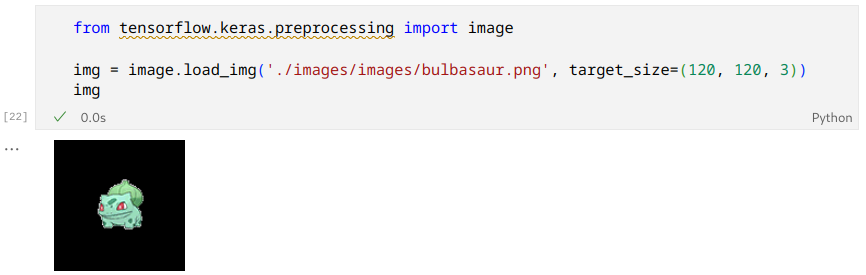 from tensorflow.keras.preprocessing import image
img = image.load_img('./images/images/bulbasaur.png', target_size=(120, 120, 3))
img
[22]
0.0s
Python
...